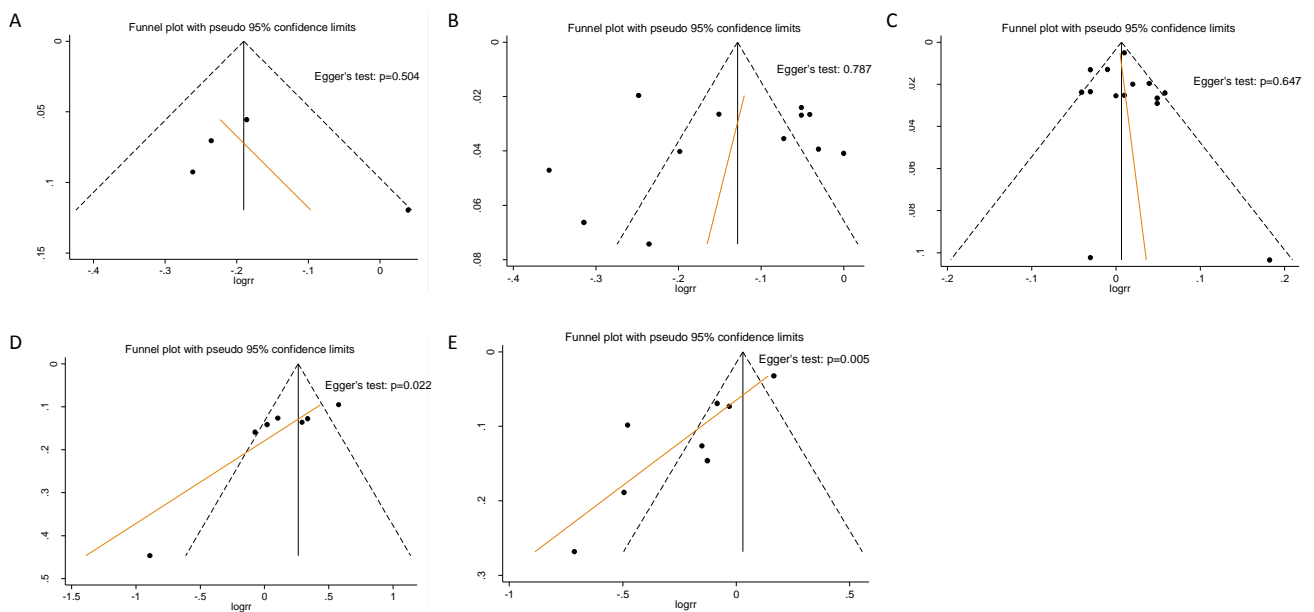 A
Funnel plot with pseudo 95% confidence limits
Egger's test: p=0.504
0
.05
.1
.15
-.4
-.2
-.1
0
logrr
B
Funnel plot with pseudo 95% confidence limits
Egger's test: 0.787
0
.02
.04
.06
.08
-.4
-.3
-.2
-.1
0
logrr
C
Funnel plot with pseudo 95% confidence limits
Egger's test: p=0.647
0
.02
.04
.06
.08
.1
-.2
-.1
0
.1
.2
logrr
D
Funnel plot with pseudo 95% confidence limits
Egger's test: p=0.022
0
.1
.2
.3
.4
.5
-1.5
-1
-.5
0
.5
1
logrr
E
Funnel plot with pseudo 95% confidence limits
Egger's test: p=0.005
0
.1
.2
.3
-1
-.5
0
.5
logrr